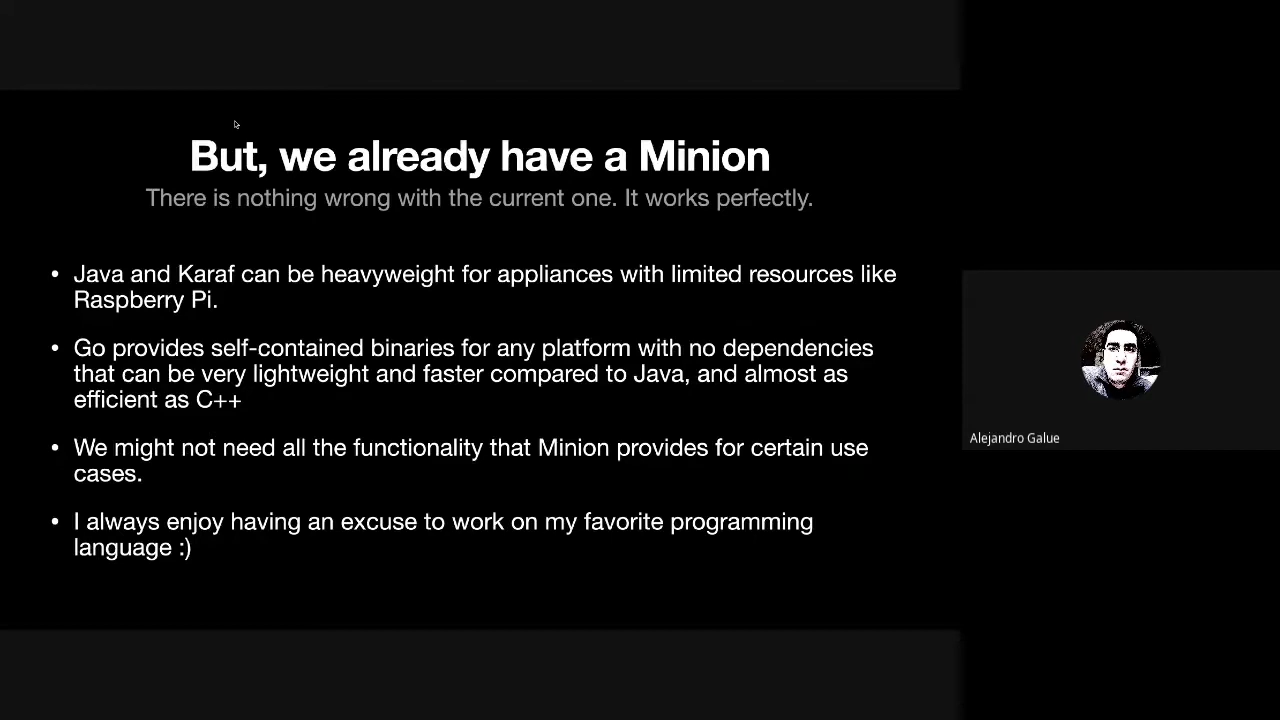 But, we already have a Minion
There is nothing wrong with the current one. It works perfectly.
• Java and Karaf can be heavyweight for appliances with limited resources like
Raspberry Pi.
• Go provides self-contained binaries for any platform with no dependencies
that can be very lightweight and faster compared to Java, and almost as
efficient as C++
• We might not need all the functionality that Minion provides for certain use
cases.
• I always enjoy having an excuse to work on my favorite programming
language :)
Alejandro Galue